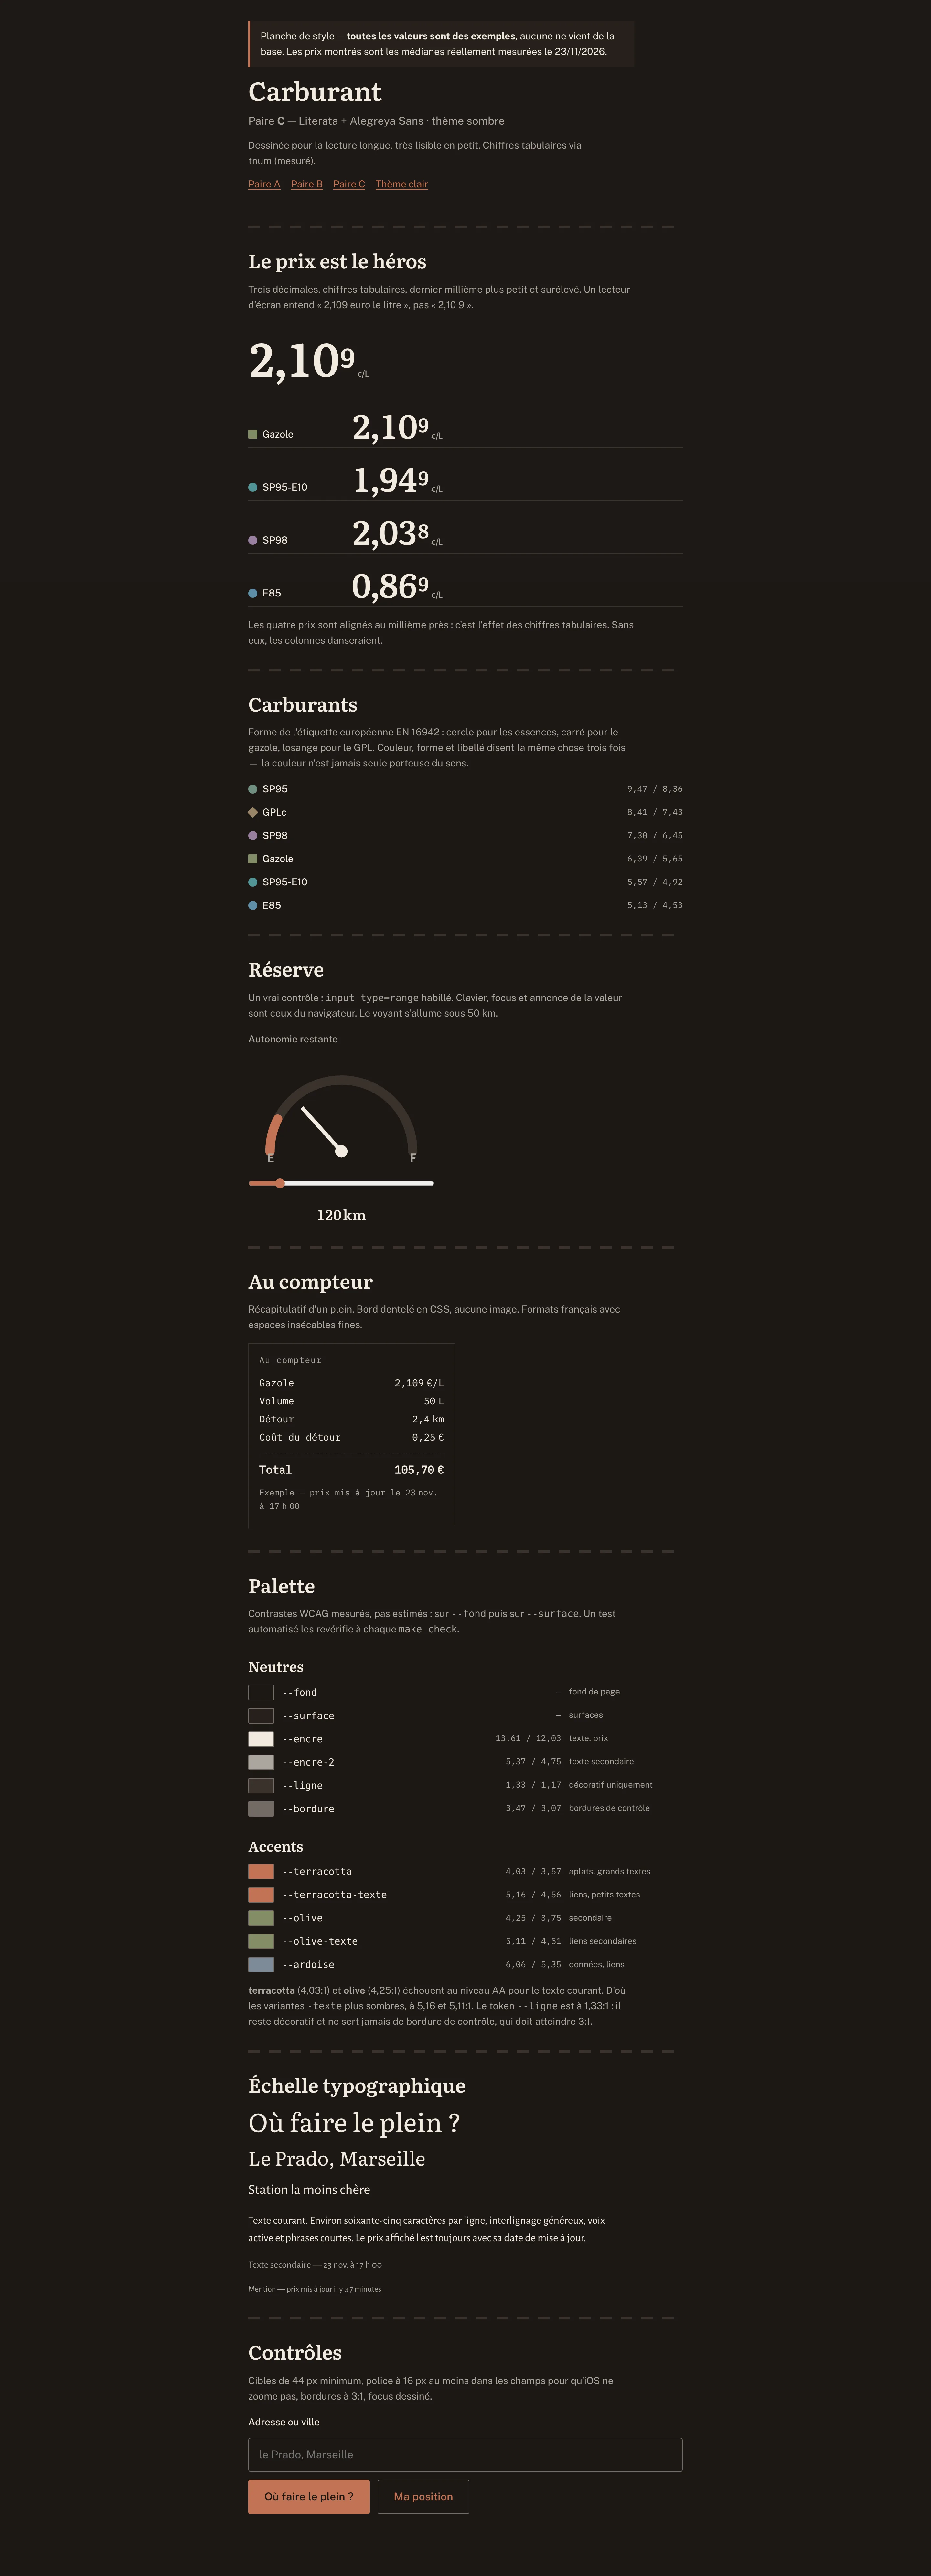 Planche de style — toutes les valeurs sont des exemples, aucune ne vient de la
base. Les prix montrés sont les médianes réellement mesurées le 23/11/2026.
Carburant
Paire C — Literata + Alegreya Sans · thème sombre
Dessinée pour la lecture longue, très lisible en petit. Chiffres tabulaires via
tnum (mesuré).
Paire A Paire B Paire C Thème clair
Le prix est le héros
Trois décimales, chiffres tabulaires, dernier millième plus petit et surélevé. Un lecteur
d'écran entend « 2,109 euro le litre », pas « 2,10 9 ».
2,109 €/L
Gazole 2,109 €/L
SP95-E10 1,949 €/L
SP98 2,038 €/L
E85 0,869 €/L
Les quatre prix sont alignés au millième près : c'est l'effet des chiffres tabulaires. Sans
eux, les colonnes danseraient.
Carburants
Forme de l'étiquette européenne EN 16942 : cercle pour les essences, carré pour le
gazole, losange pour le GPL. Couleur, forme et libellé disent la même chose trois fois
— la couleur n'est jamais seule porteuse du sens.
SP95 9,47 / 8,36
GPLc 8,41 / 7,43
SP98 7,30 / 6,45
Gazole 6,39 / 5,65
SP95-E10 5,57 / 4,92
E85 5,13 / 4,53
Réserve
Un vrai contrôle : input type=range habillé. Clavier, focus et annonce de la valeur
sont ceux du navigateur. Le voyant s'allume sous 50 km.
Autonomie restante
E F
120 km
Au compteur
Récapitulatif d'un plein. Bord dentelé en CSS, aucune image. Formats français avec
espaces insécables fines.
Au compteur
Gazole 2,109 €/L
Volume 50 L
Détour 2,4 km
Coût du détour 0,25 €
Total 105,70 €
Exemple — prix mis à jour le 23 nov.
à 17 h 00
Palette
Contrastes WCAG mesurés, pas estimés : sur --fond puis sur --surface. Un test
automatisé les revérifie à chaque make check.
Neutres
--fond — fond de page
--surface — surfaces
--encre 13,61 / 12,03 texte, prix
--encre-2 5,37 / 4,75 texte secondaire
--ligne 1,33 / 1,17 décoratif uniquement
--bordure 3,47 / 3,07 bordures de contrôle
Accents
--terracotta 4,03 / 3,57 aplats, grands textes
--terracotta-texte 5,16 / 4,56 liens, petits textes
--olive 4,25 / 3,75 secondaire
--olive-texte 5,11 / 4,51 liens secondaires
--ardoise 6,06 / 5,35 données, liens
terracotta (4,03:1) et olive (4,25:1) échouent au niveau AA pour le texte courant. D'où
les variantes -texte plus sombres, à 5,16 et 5,11:1. Le token --ligne est à 1,33:1 : il
reste décoratif et ne sert jamais de bordure de contrôle, qui doit atteindre 3:1.
Échelle typographique
Où faire le plein ?
Le Prado, Marseille
Station la moins chère
Texte courant. Environ soixante-cinq caractères par ligne, interlignage généreux, voix
active et phrases courtes. Le prix affiché l'est toujours avec sa date de mise à jour.
Texte secondaire — 23 nov. à 17 h 00
Mention — prix mis à jour il y a 7 minutes
Contrôles
Cibles de 44 px minimum, police à 16 px au moins dans les champs pour qu'iOS ne
zoome pas, bordures à 3:1, focus dessiné.
Adresse ou ville
le Prado, Marseille
Où faire le plein ? Ma position